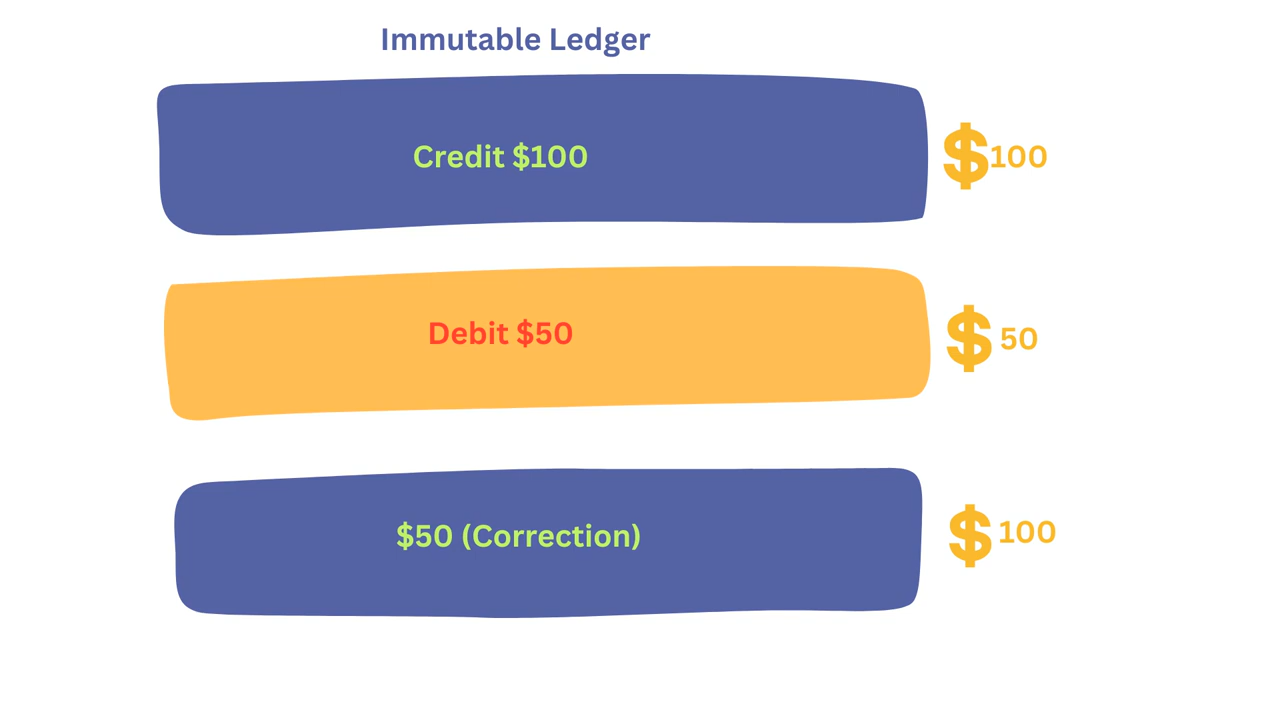 Immutable Ledger
Credit $100
$100
Debit $50
$ 50
$50 (Correction)
$ 100